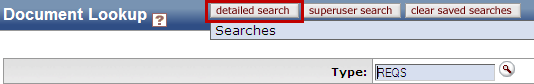 Document Lookup ? detailed search superuser search clear saved searches
Searches
Type: REQS